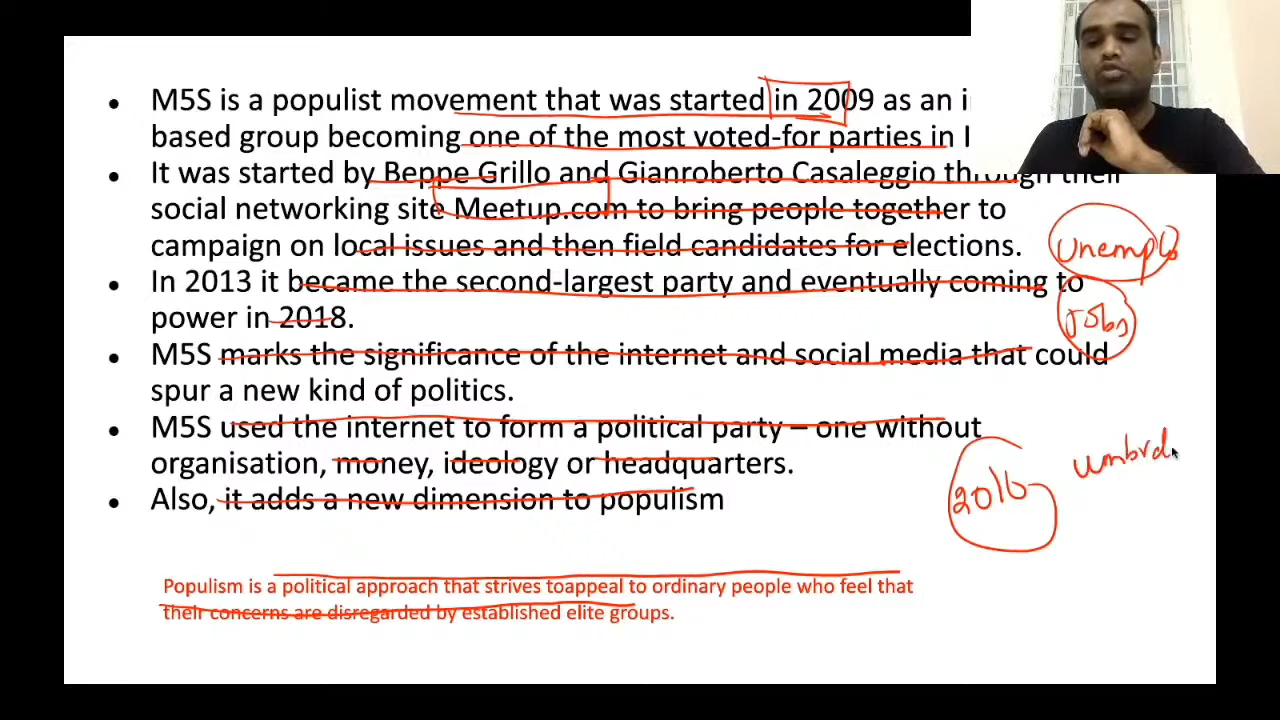 M5S is a populist movement that was started in 2009 as an i
based group becoming one of the most voted-for parties in I
It was started by Beppe Grillo and Gianroberto Casaleggio through their
social networking site Meetup.com to bring people together to
campaign on local issues and then field candidates for elections.
unemplo
In 2013 it became the second-largest party and eventually coming to
power in 2018.
Jobs
M5S marks the significance of the internet and social media that could
spur a new kind of politics.
M5S used the internet to form a political party – one without
organisation, money, ideology or headquarters.
umbrel
2016
Also, it adds a new dimension to populism
Populism is a political approach that strives toappeal to ordinary people who feel that
their concerns are disregarded by established elite groups.